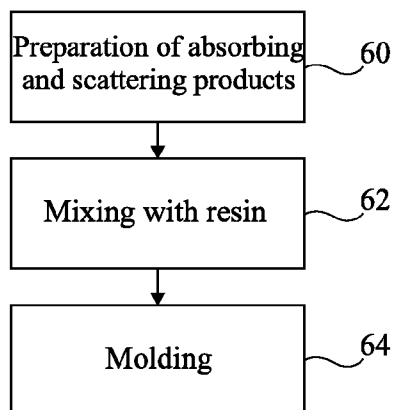 Preparation of absorbing
and scattering products
60
Mixing with resin
62
Molding
64